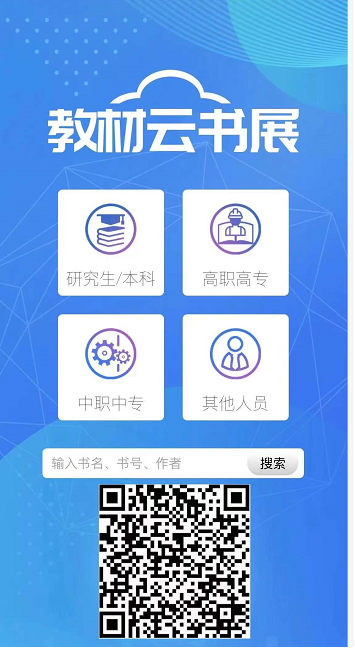 教材云书展
研究生/本科
高职高专
中职中专
其他人员
输入书名、书号、作者
搜索